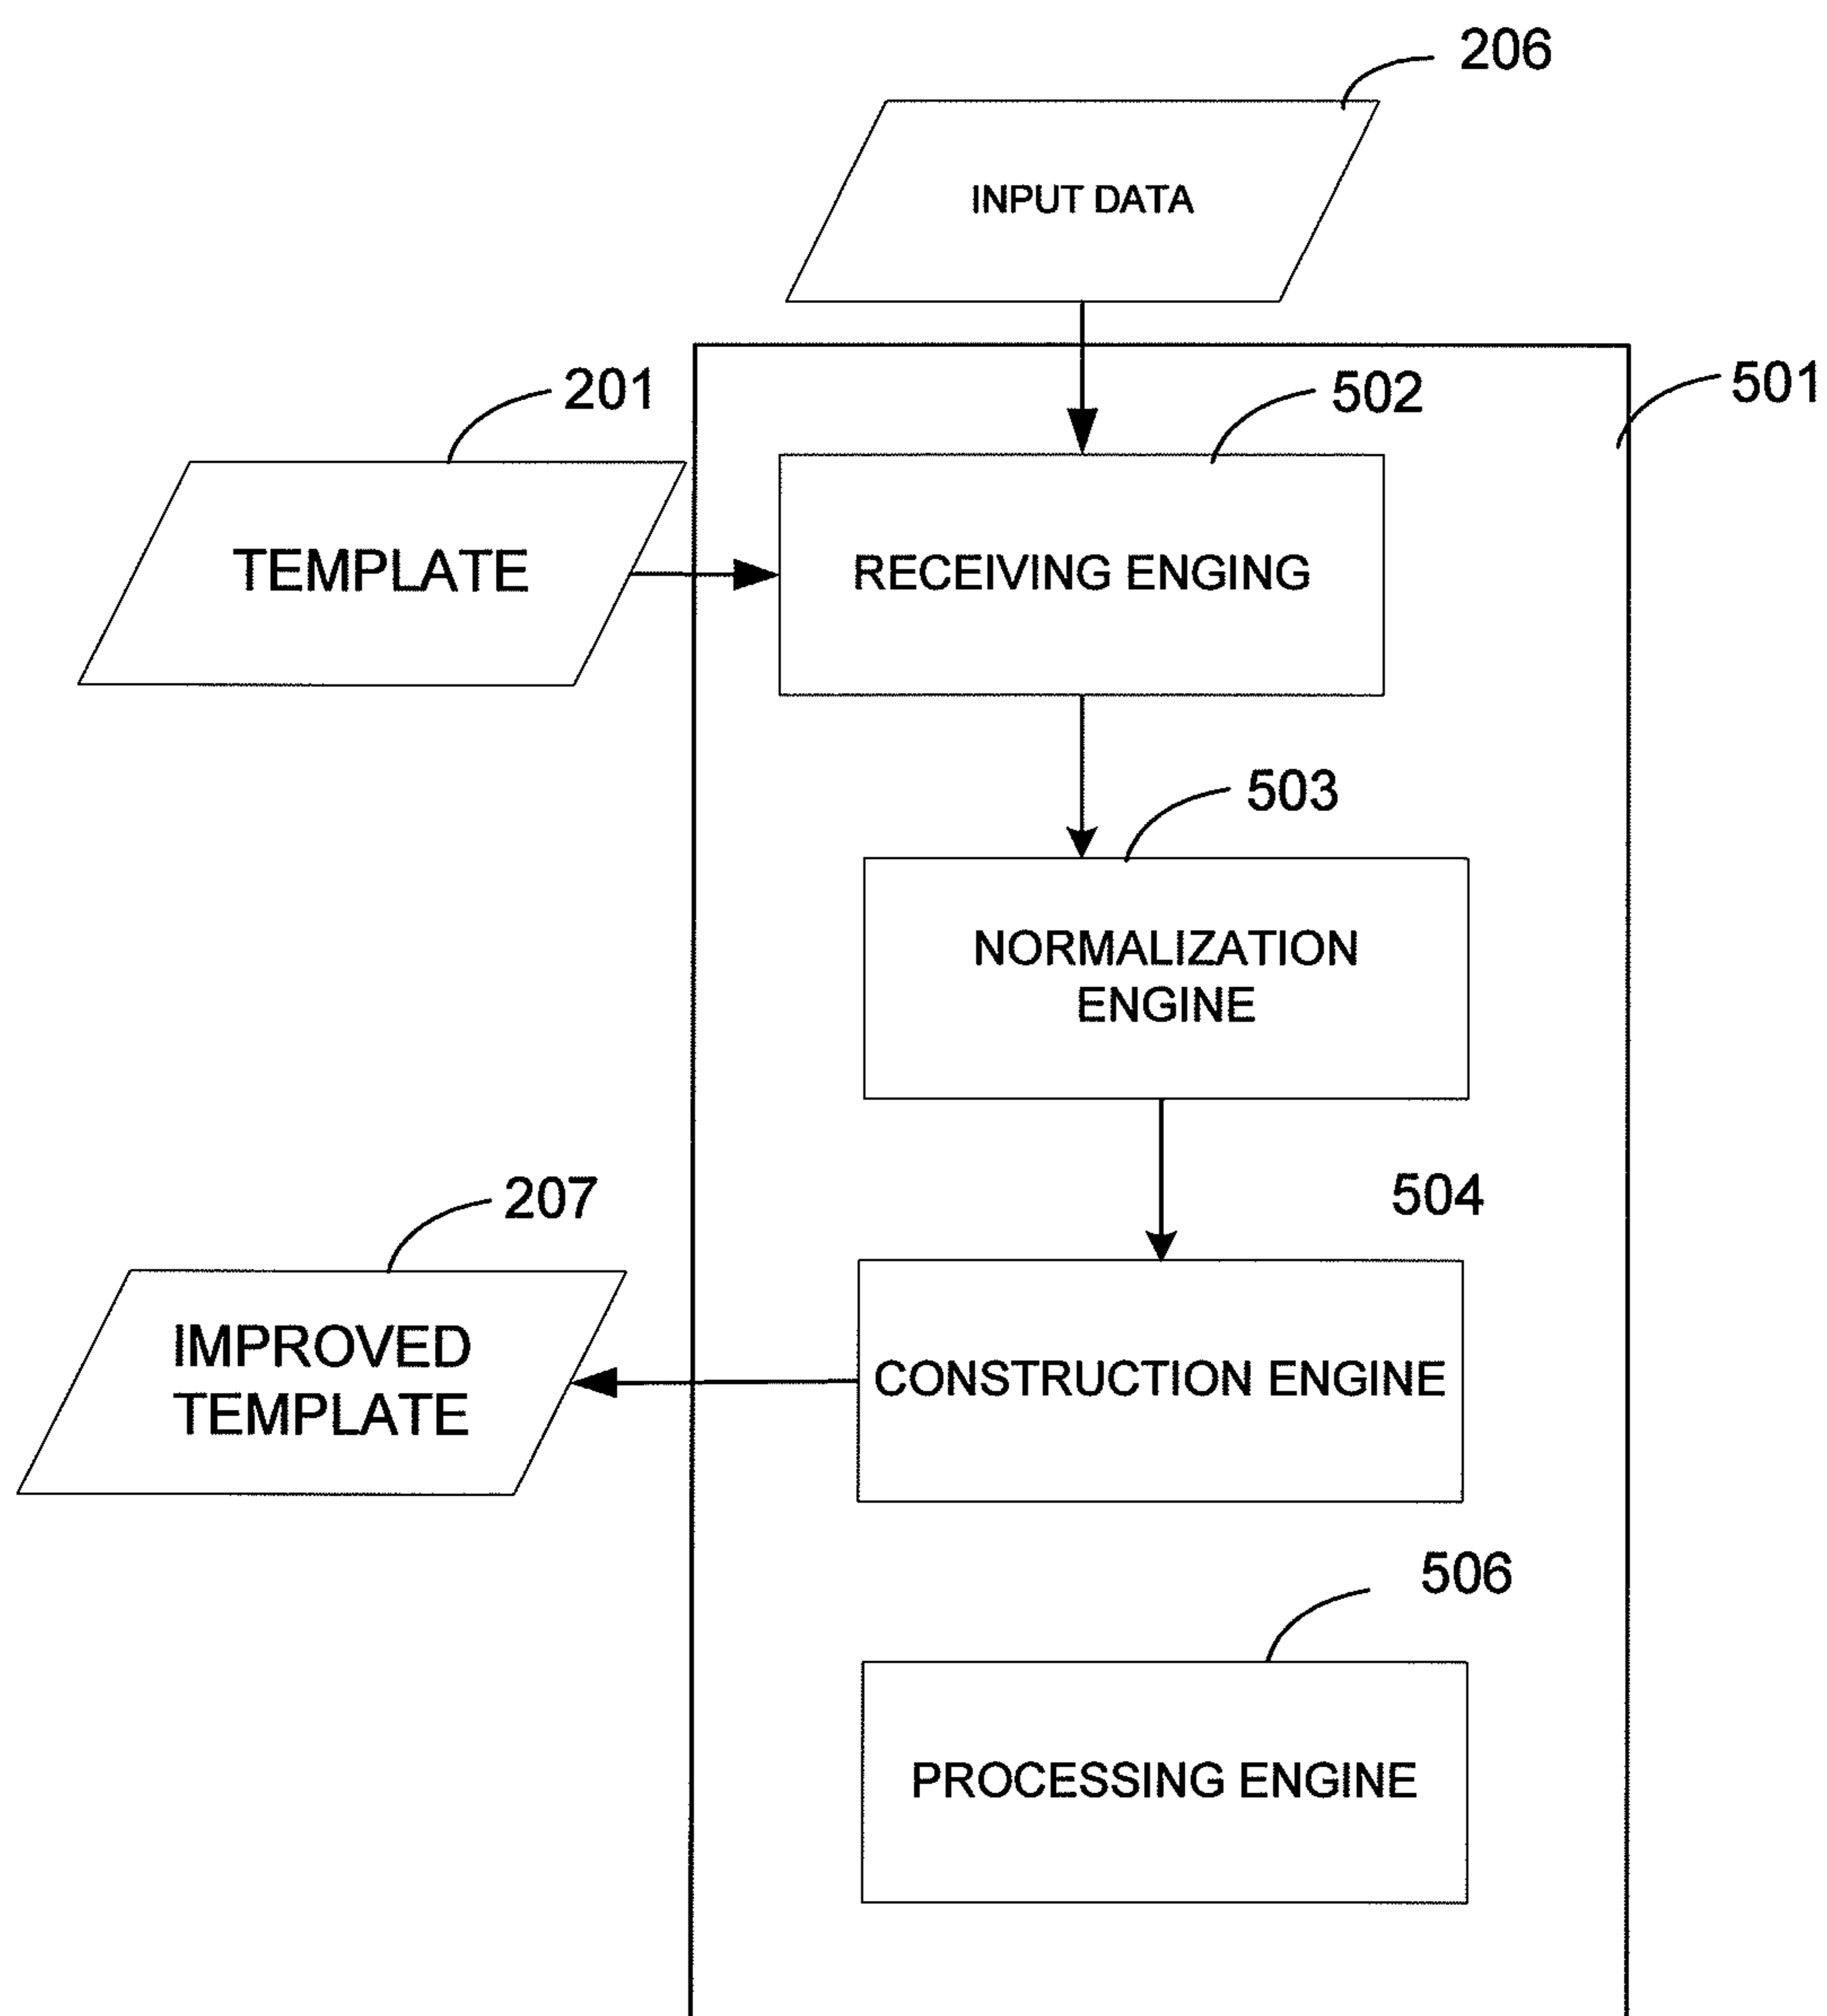 206
INPUT DATA
201
502
501
TEMPLATE
RECEIVING ENGING
503
NORMALIZATION
ENGINE
207
504
IMPROVED
TEMPLATE
CONSTRUCTION ENGINE
506
PROCESSING ENGINE